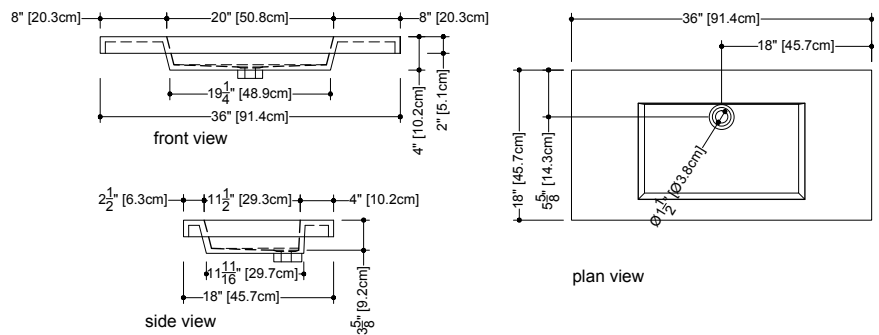 8" [20.3cm] 20" [50.8cm] 8" [20.3cm]
19 1/4" [48.9cm]
36" [91.4cm]
2" [5.1cm]
4" [10.2cm]
front view
2 1/2" [6.3cm] 11 1/2" [29.3cm] 4" [10.2cm]
11 11/16" [29.7cm]
18" [45.7cm]
3 5/8" [9.2cm]
side view
36" [91.4cm]
18" [45.7cm]
18" [45.7cm]
5 5/8" [14.3cm]
Ø1 1/2" [Ø3.8cm]
plan view